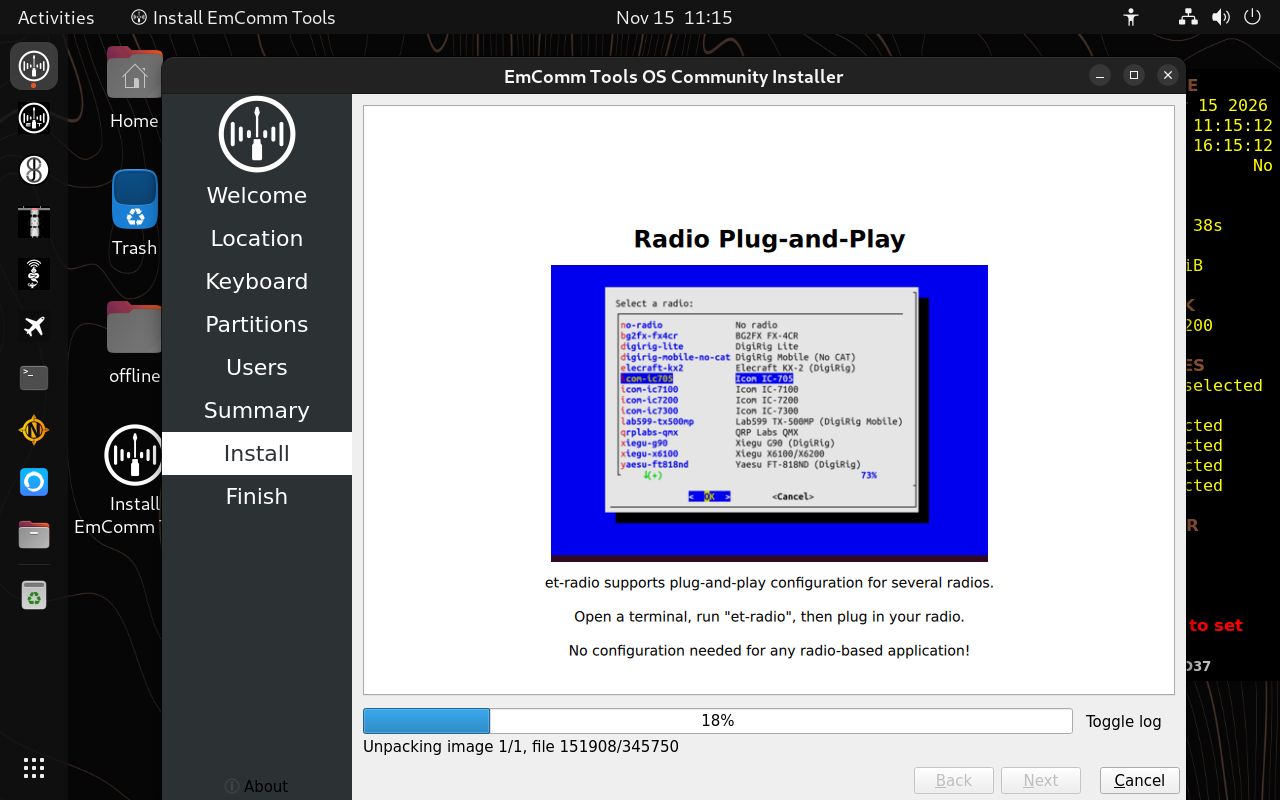 Activities
Install EmComm Tools
Nov 15 11:15
Home
Trash
offline
Install
EmComm
EmComm Tools OS Community Installer
Welcome
Location
Keyboard
Partitions
Users
Summary
Install
Finish
About
Radio Plug-and-Play
Select a radio:
no-radio No radio
bg2fx-fx4cr BG2FX FX-4CR
digirig-lite DigiRig Lite
digirig-mobile-no-cat DigiRig Mobile (No CAT)
elecraft-kx2 Elecraft KX-2 (DigiRig)
icom-ic705 Icom IC-705
icom-ic7100 Icom IC-7100
icom-ic7200 Icom IC-7200
icom-ic7300 Icom IC-7300
lab599-tx500mp Lab599 TX-500MP (DigiRig Mobile)
qrplabs-qmx QRP Labs QMX
xiegu-g90 Xiegu G90 (DigiRig)
xiegu-x6100 Xiegu X6100/X6200
yaesu-ft818nd Yaesu FT-818ND (DigiRig)
↓(+) 73%
< OK > <Cancel>
et-radio supports plug-and-play configuration for several radios.
Open a terminal, run "et-radio", then plug in your radio.
No configuration needed for any radio-based application!
18%
Toggle log
Unpacking image 1/1, file 151908/345750
Back
Next
Cancel
E
15 2026
11:15:12
16:15:12
No
38s
iB
K
200
ES
selected
cted
cted
cted
cted
R
to set
037